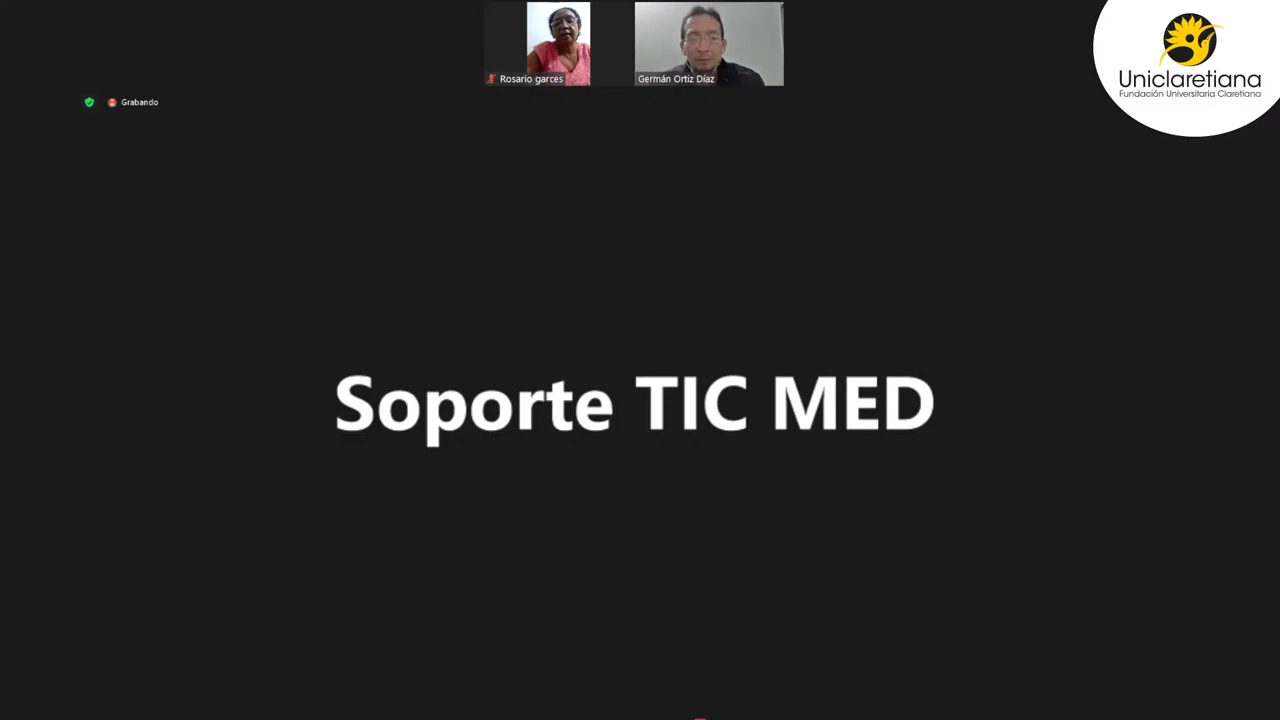 Rosario garces
Germán Ortiz Díaz
Uniclaretiana
Fundación Universitaria Claretiana
Grabando
Soporte TIC MED